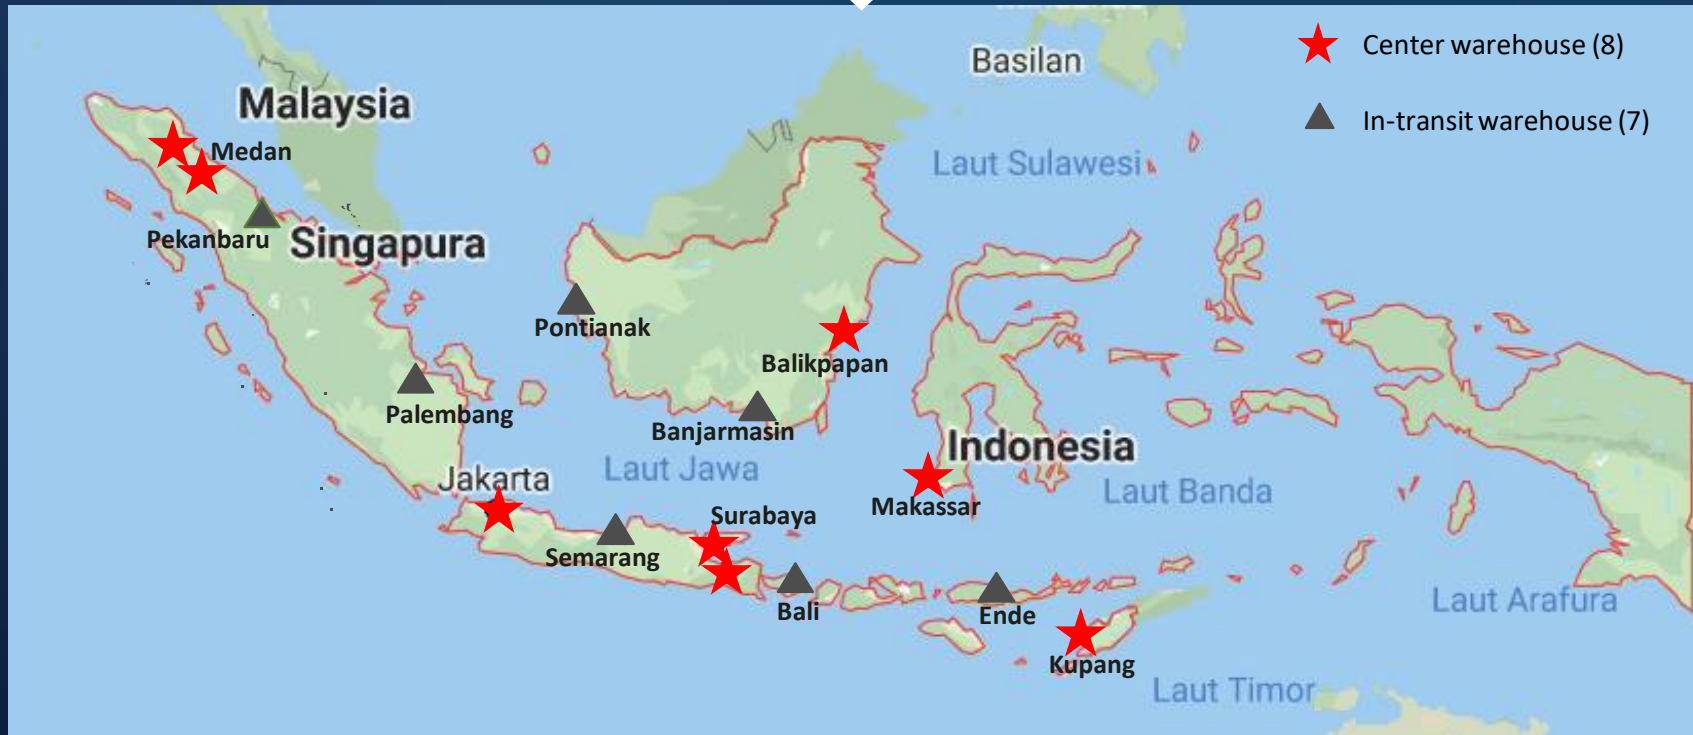 Basilan
Center warehouse (8)
Malaysia
In-transit warehouse (7)
Medan
Laut Sulawesi
Pekanbaru
Singapura
Pontianak
Balikpapan
Palembang
Banjarmasin
Indonesia
Laut Jawa
Jakarta
Laut Banda
Makassar
Surabaya
Semarang
Bali
Ende
Laut Arafura
Kupang
Laut Timor